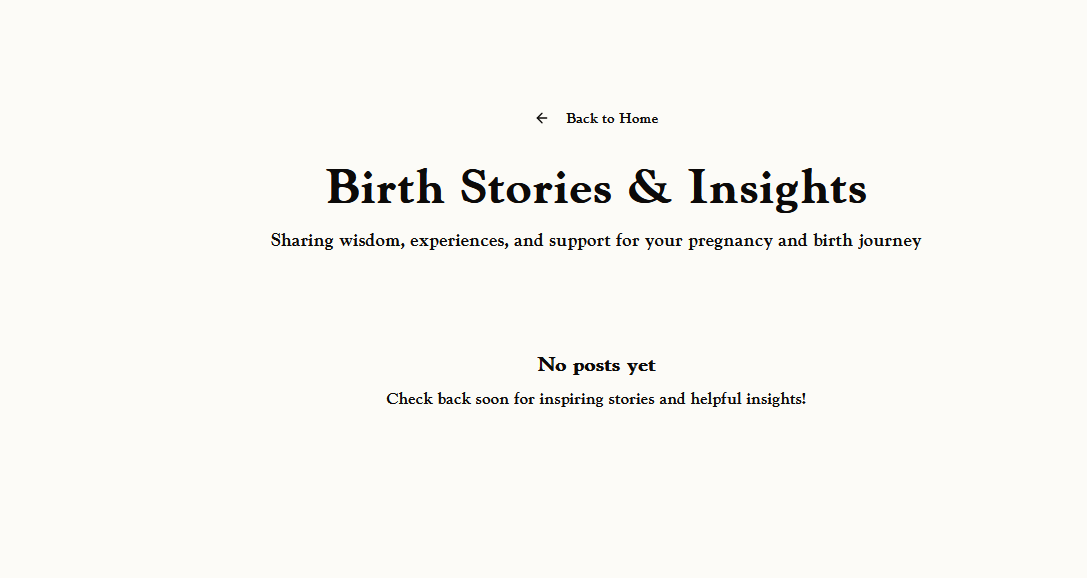 Back to Home
Birth Stories & Insights
Sharing wisdom, experiences, and support for your pregnancy and birth journey
No posts yet
Check back soon for inspiring stories and helpful insights!